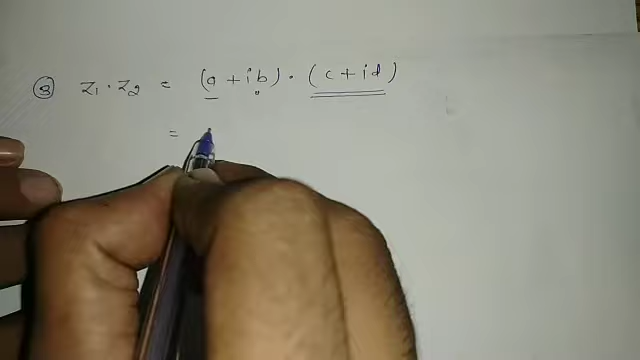 ③ z₁ · z₂ = (a + ib) · (c + id)
=